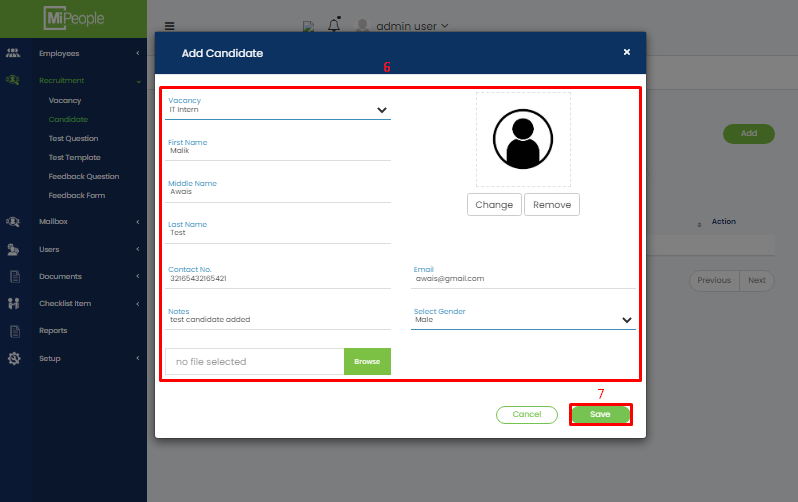 MiPeople
admin user
Add Candidate
×
6
Employees
Recruitment
Vacancy
Candidate
Test Question
Test Template
Feedback Question
Feedback Form
Mailbox
Users
Documents
Checklist Item
Reports
Setup
Vacancy
IT Intern
First Name
Malik
Middle Name
Awais
Last Name
Test
Change Remove
Contact No.
32165432165421
Email
awais@gmail.com
Notes
test candidate added
Select Gender
Male
no file selected Browse
7
Cancel Save
Add
Action
Previous Next